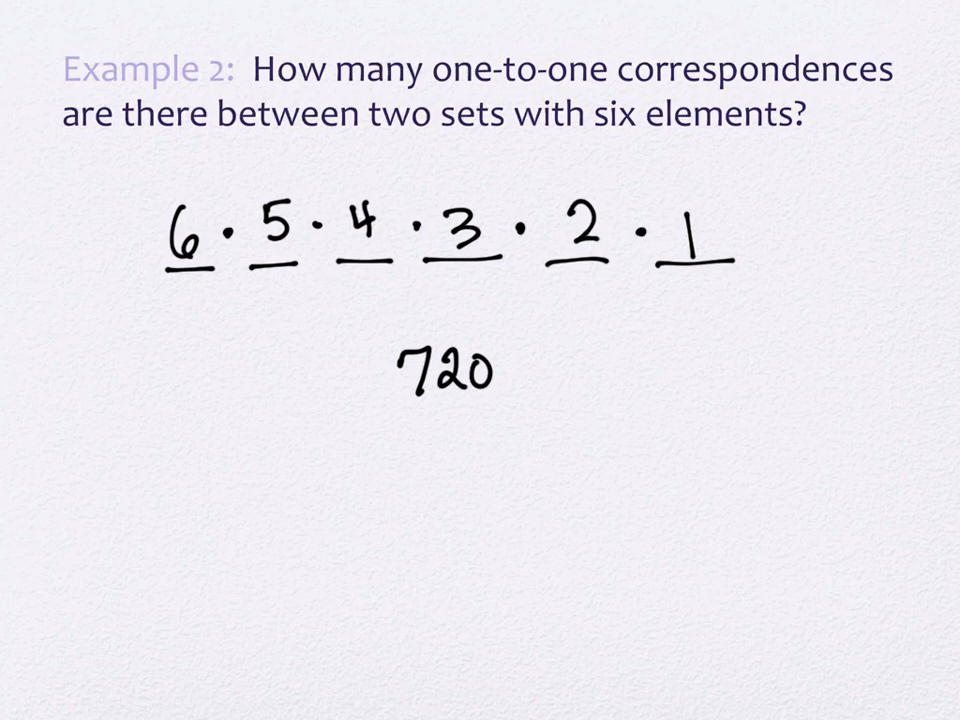 Example 2: How many one-to-one correspondences
are there between two sets with six elements?
6 · 5 · 4 · 3 · 2 · 1
720